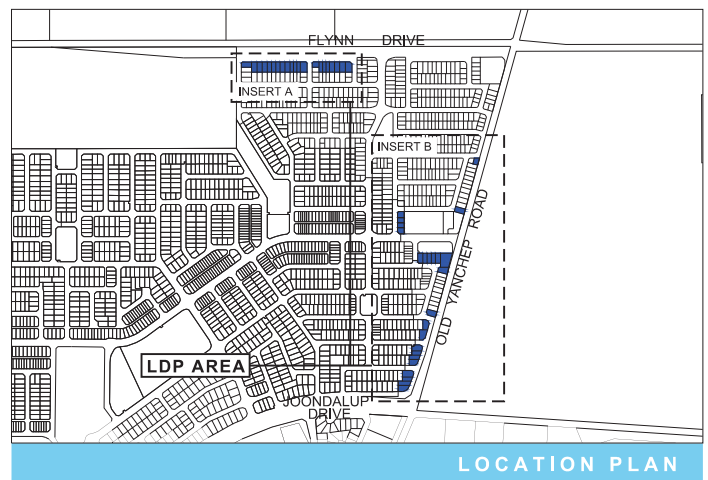 FLYNN DRIVE
INSERT A
INSERT B
OLD YANCHEP ROAD
LDP AREA
JOONDALUP
DRIVE
LOCATION PLAN